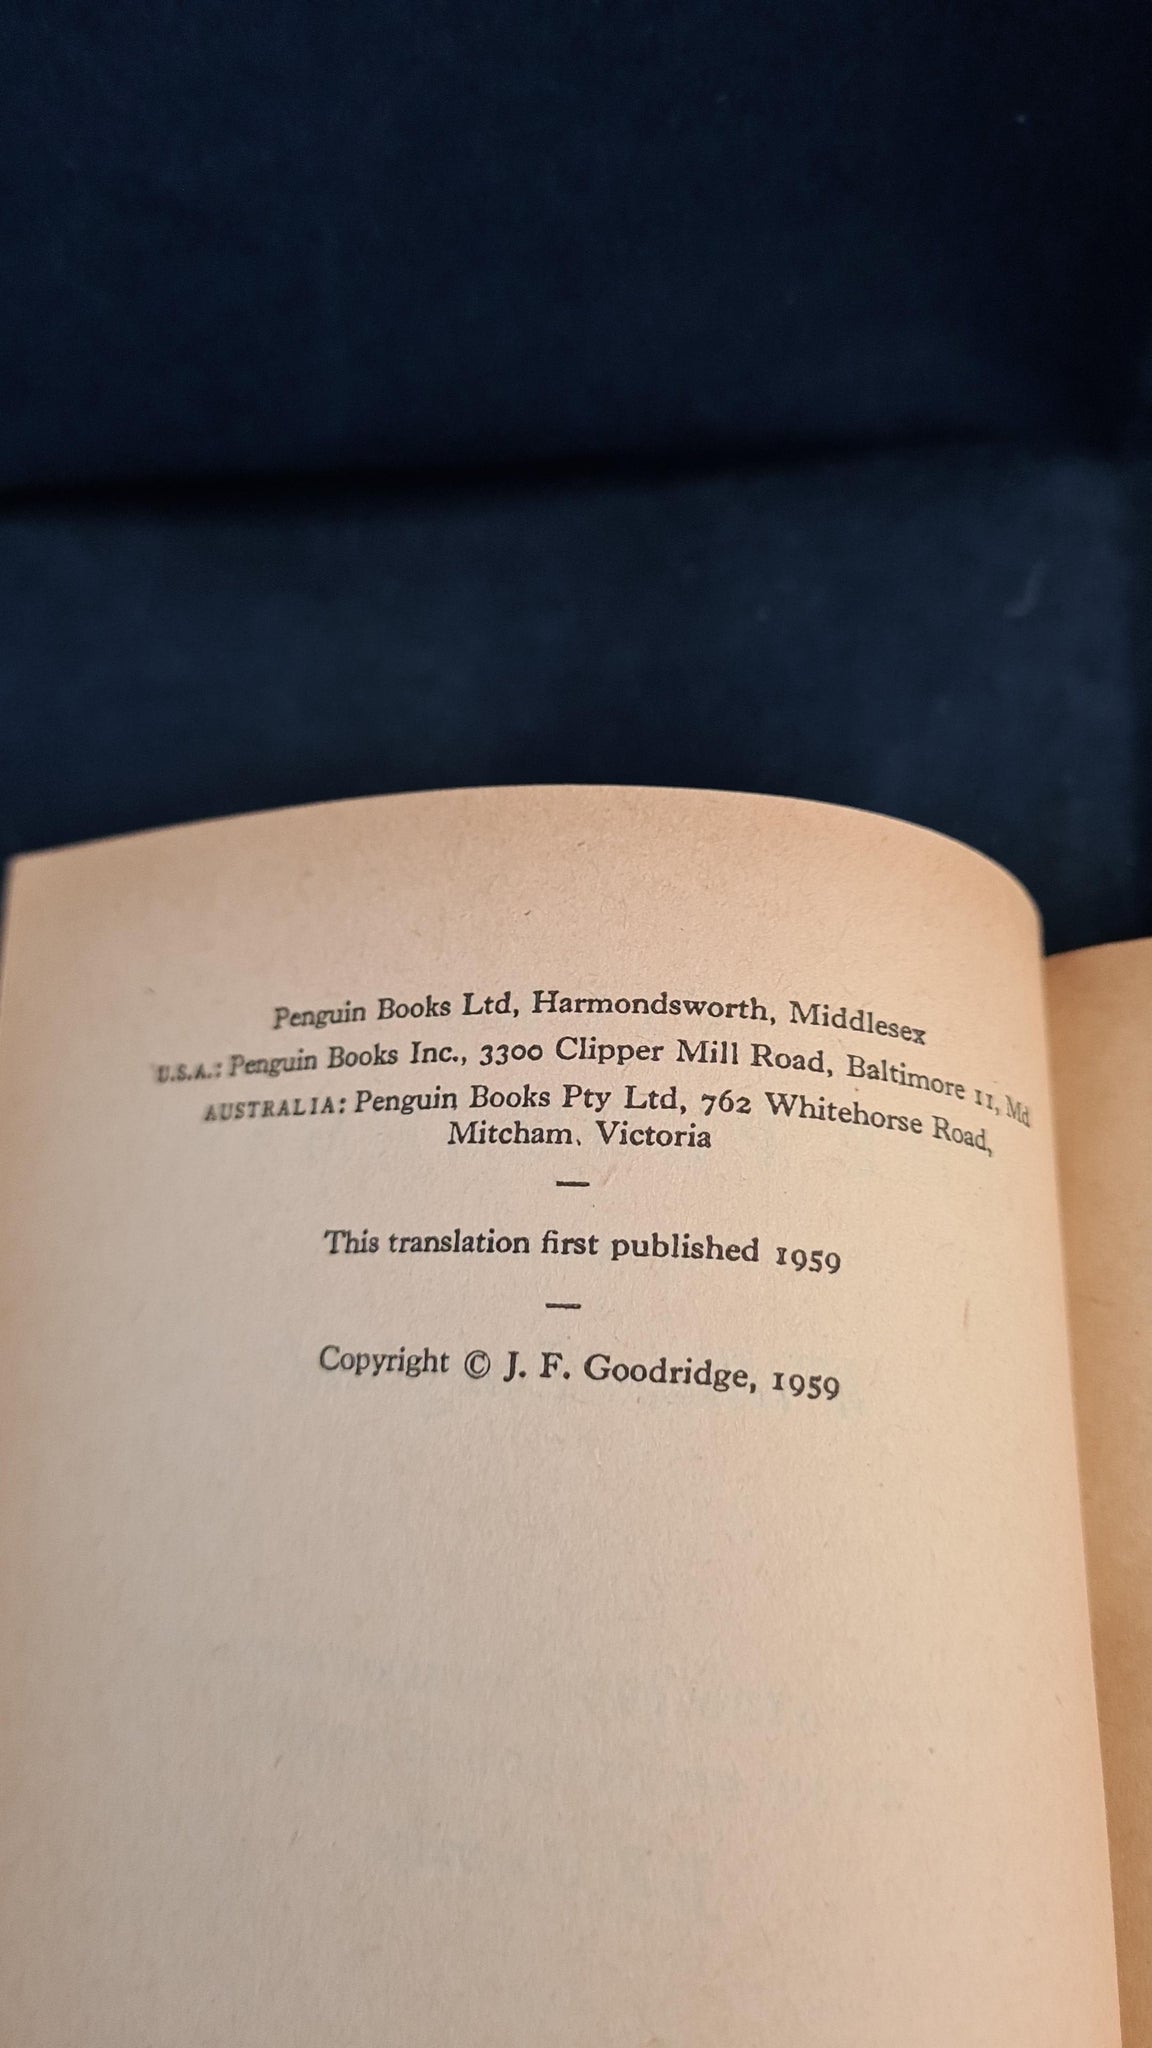 Penguin Books Ltd, Harmondsworth, Middlesex
U.S.A.: Penguin Books Inc., 3300 Clipper Mill Road, Baltimore 11, Md
AUSTRALIA: Penguin Books Pty Ltd, 762 Whitehorse Road,
Mitcham, Victoria
—
This translation first published 1959
—
Copyright © J. F. Goodridge, 1959